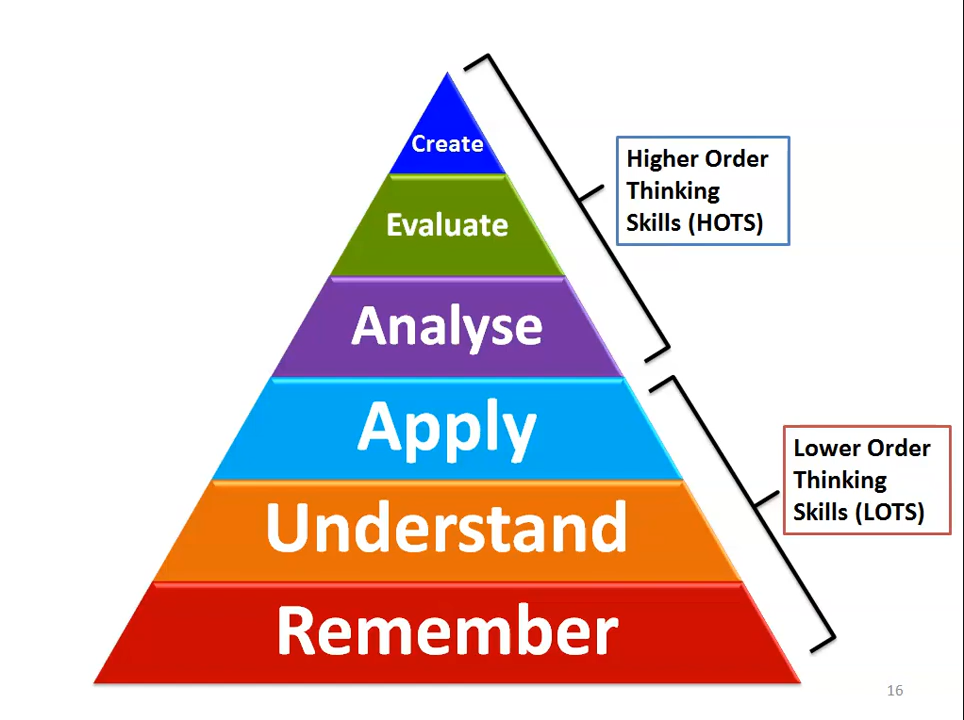 Create
Evaluate
Analyse
Apply
Understand
Remember
Higher Order
Thinking
Skills (HOTS)
Lower Order
Thinking
Skills (LOTS)
16